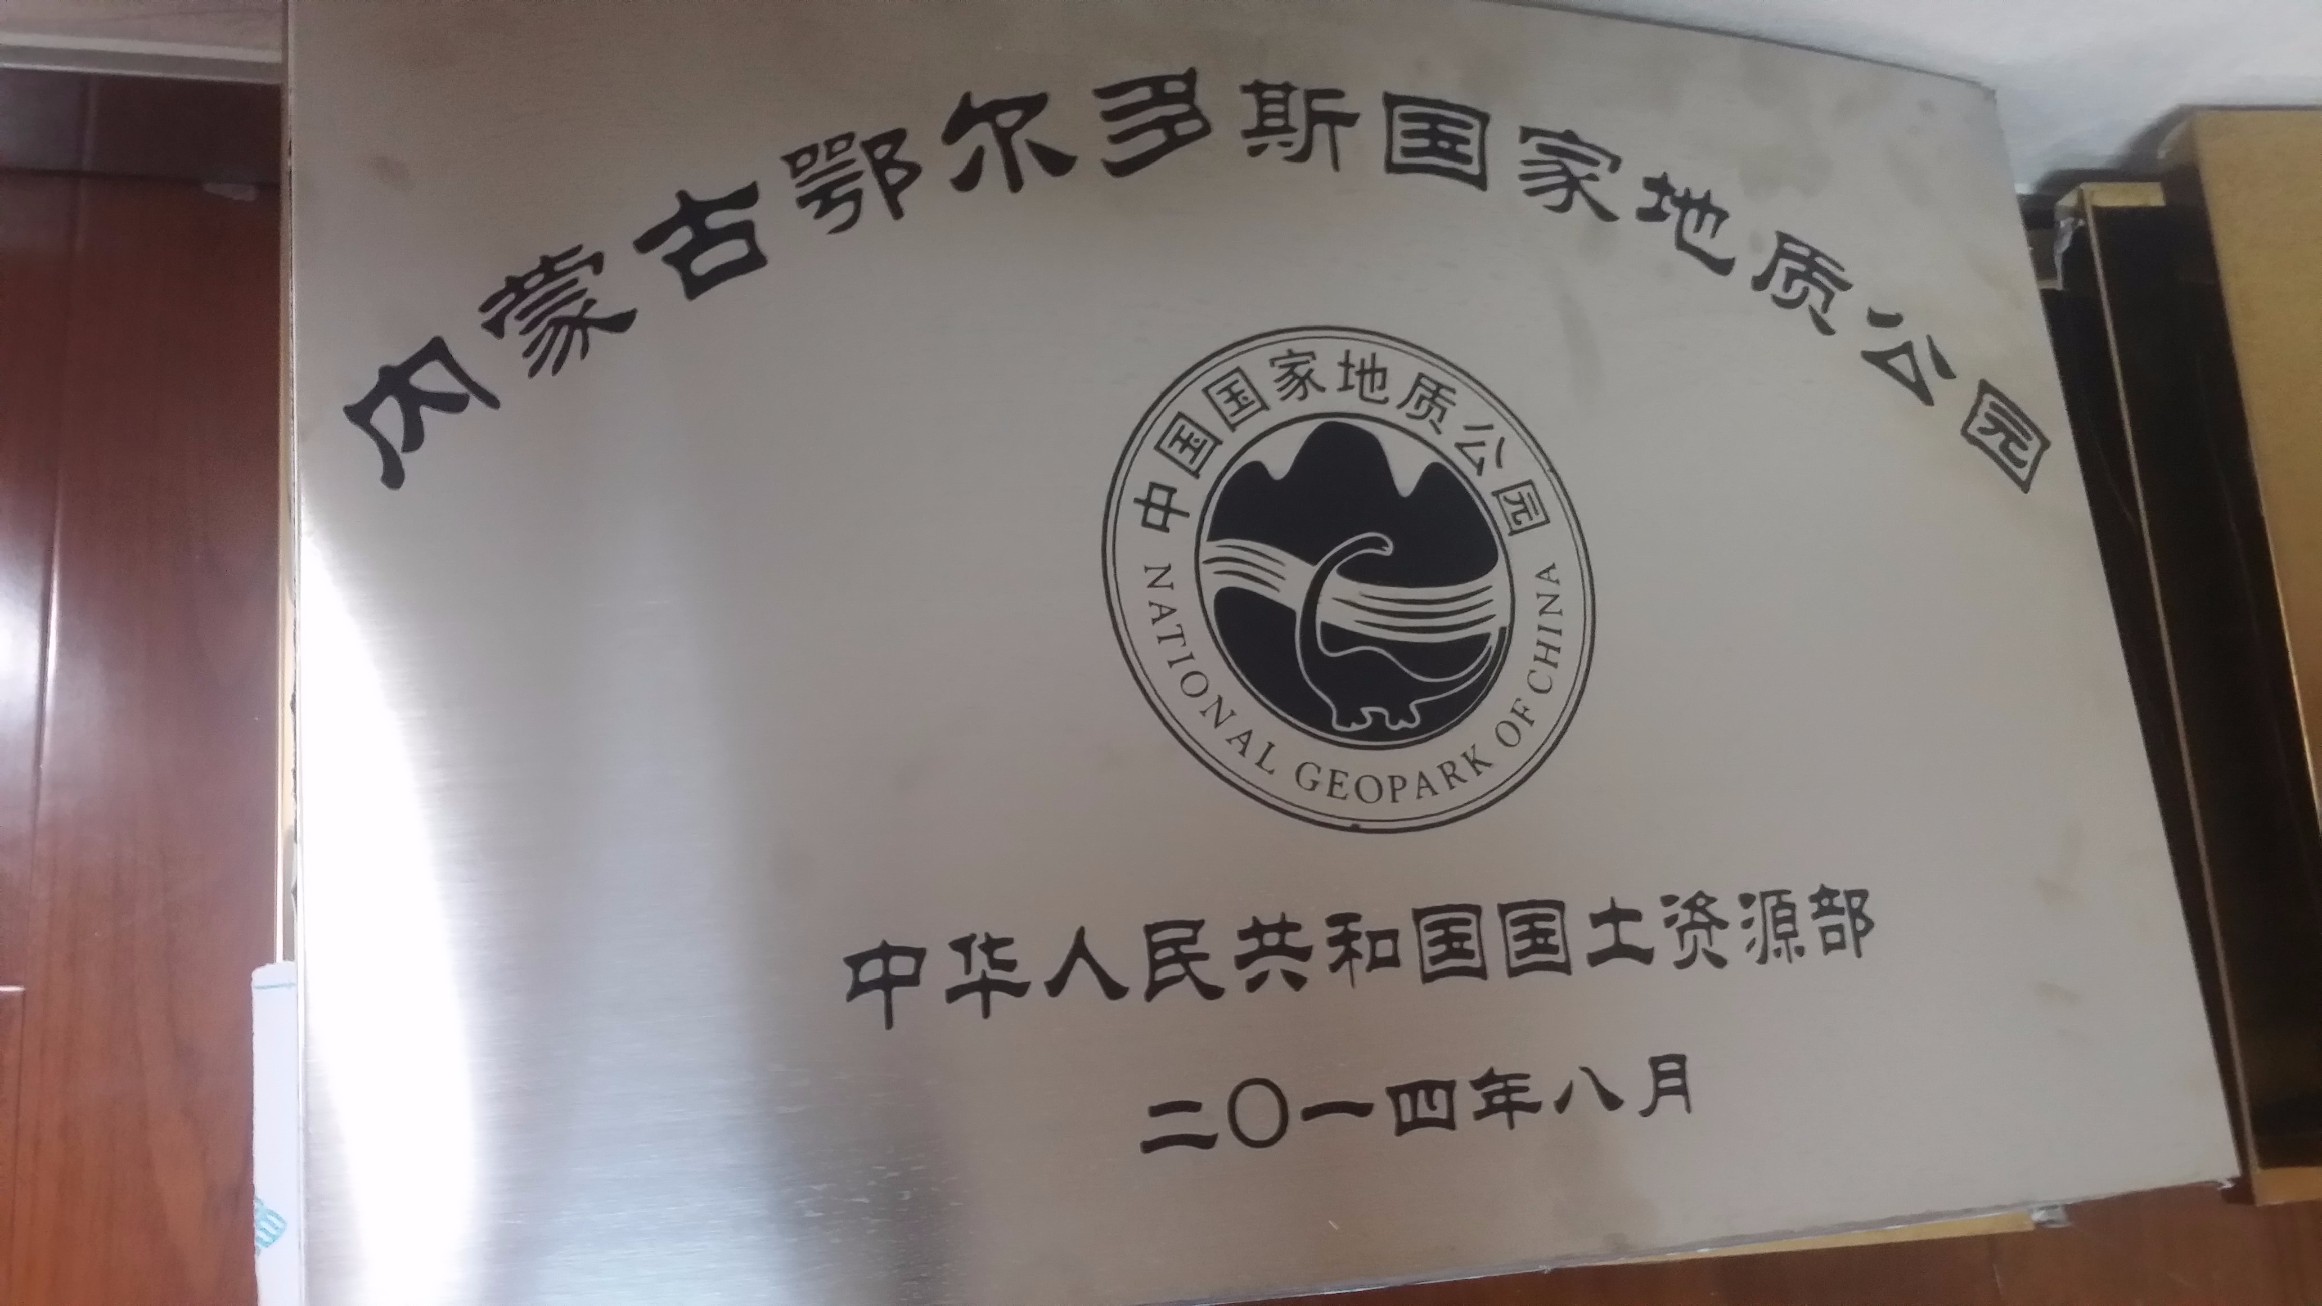 内蒙古鄂尔多斯国家地质公园
中国国家地质公园
NATIONAL GEOPARK OF CHINA
中华人民共和国国土资源部
二〇一四年八月